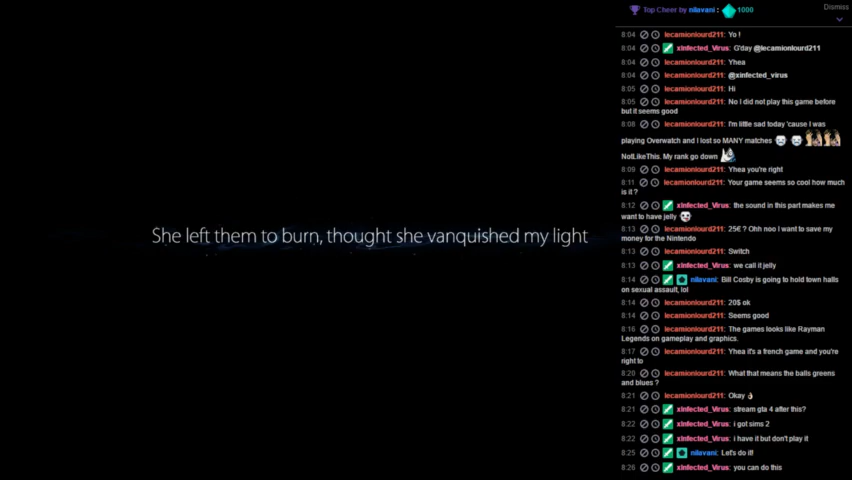 Top Cheer by nilavani : 1000
Dismiss
She left them to burn, thought she vanquished my light
8:04 lecamionlourd211: Yo !
8:04 xInfected_Virus: G'day @lecamionlourd211
8:04 lecamionlourd211: Yhea
8:04 lecamionlourd211: @xinfected_virus
8:05 lecamionlourd211: Hi
8:05 lecamionlourd211: No I did not play this game before
but it seems good
8:08 lecamionlourd211: I'm little sad today 'cause I was
playing Overwatch and I lost so MANY matches
NotLikeThis. My rank go down
8:09 lecamionlourd211: Yhea you're right
8:11 lecamionlourd211: Your game seems so cool how much
is it ?
8:12 xInfected_Virus: the sound in this part makes me
want to have jelly
8:13 lecamionlourd211: 25€ ? Ohh noo I want to save my
money for the Nintendo
8:13 lecamionlourd211: Switch
8:13 xInfected_Virus: we call it jelly
8:14 nilavani: Bill Cosby is going to hold town halls
on sexual assault, lol
8:14 lecamionlourd211: 20$ ok
8:14 lecamionlourd211: Seems good
8:16 lecamionlourd211: The games looks like Rayman
Legends on gameplay and graphics.
8:17 lecamionlourd211: Yhea it's a french game and you're
right to
8:20 lecamionlourd211: What that means the balls greens
and blues ?
8:21 lecamionlourd211: Okay 👌
8:21 xInfected_Virus: stream gta 4 after this?
8:22 xInfected_Virus: i got sims 2
8:22 xInfected_Virus: i have it but don't play it
8:25 nilavani: Let's do it!
8:26 xInfected_Virus: you can do this